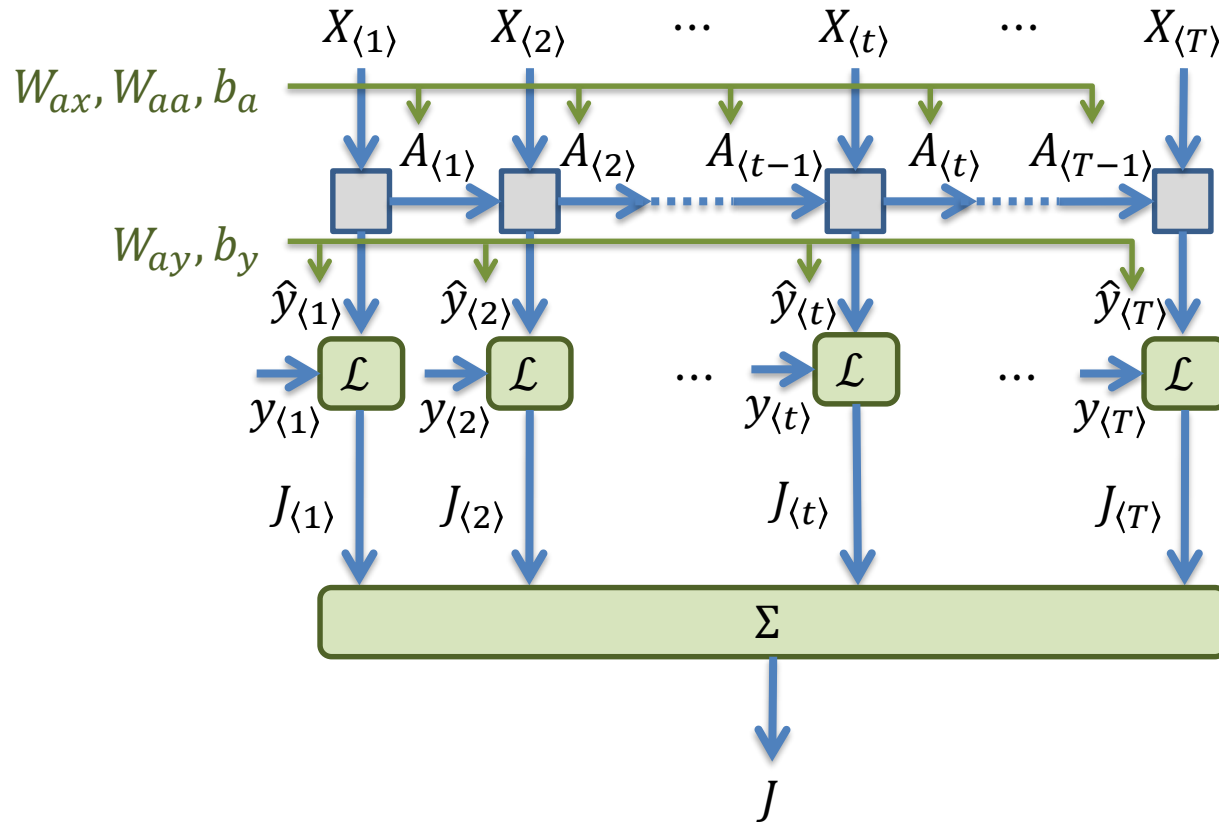 X⟨1⟩ X⟨2⟩ ... X⟨t⟩ ... X⟨T⟩
W_ax, W_aa, b_a
A⟨1⟩ A⟨2⟩ A⟨t−1⟩ A⟨t⟩ A⟨T−1⟩
W_ay, b_y
ŷ⟨1⟩ ŷ⟨2⟩ ŷ⟨t⟩ ŷ⟨T⟩
ℒ ℒ ... ℒ ... ℒ
y⟨1⟩ y⟨2⟩ y⟨t⟩ y⟨T⟩
J⟨1⟩ J⟨2⟩ J⟨t⟩ J⟨T⟩
Σ
J